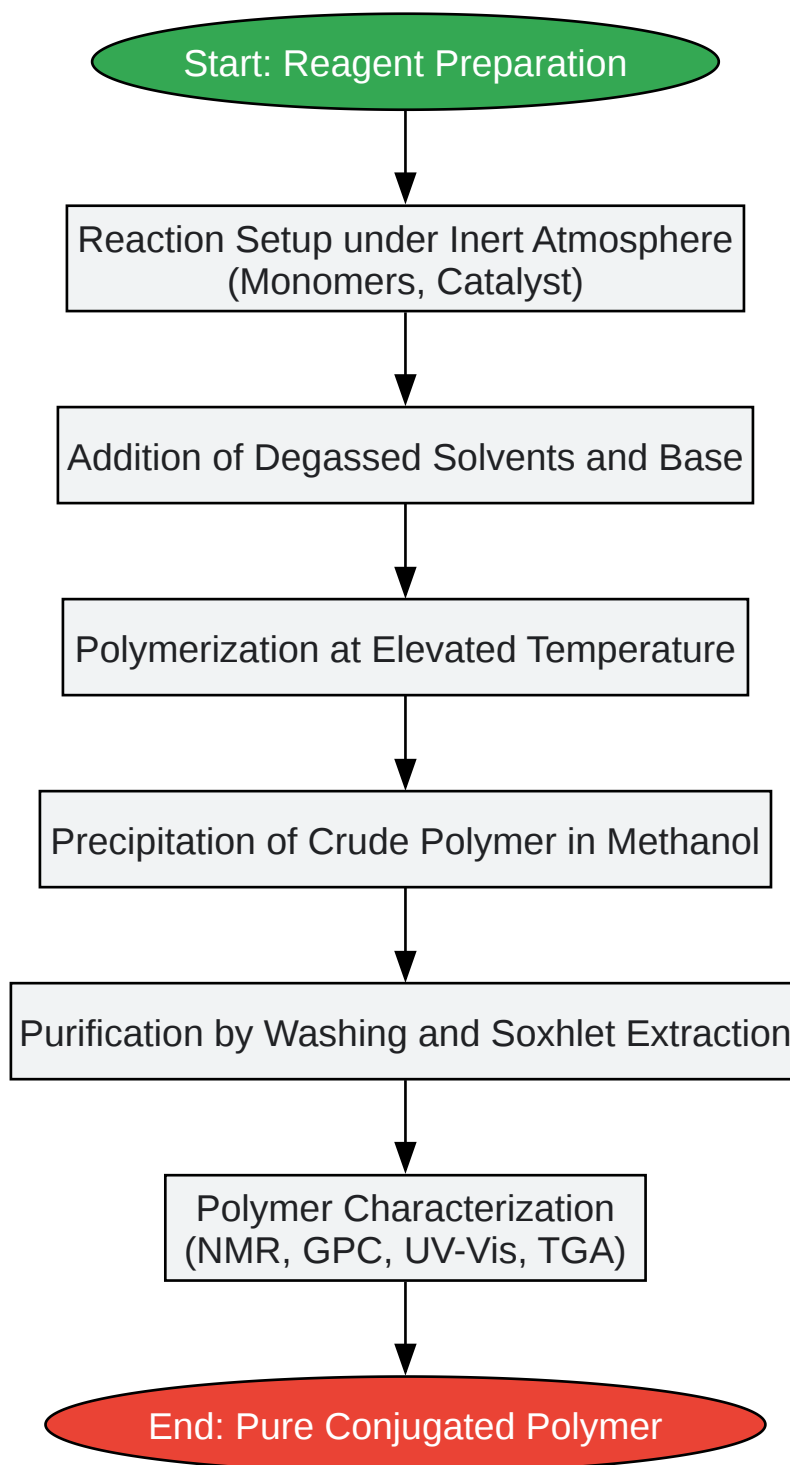 Start: Reagent Preparation
Reaction Setup under Inert Atmosphere
(Monomers, Catalyst)
Addition of Degassed Solvents and Base
Polymerization at Elevated Temperature
Precipitation of Crude Polymer in Methanol
Purification by Washing and Soxhlet Extraction
Polymer Characterization
(NMR, GPC, UV-Vis, TGA)
End: Pure Conjugated Polymer